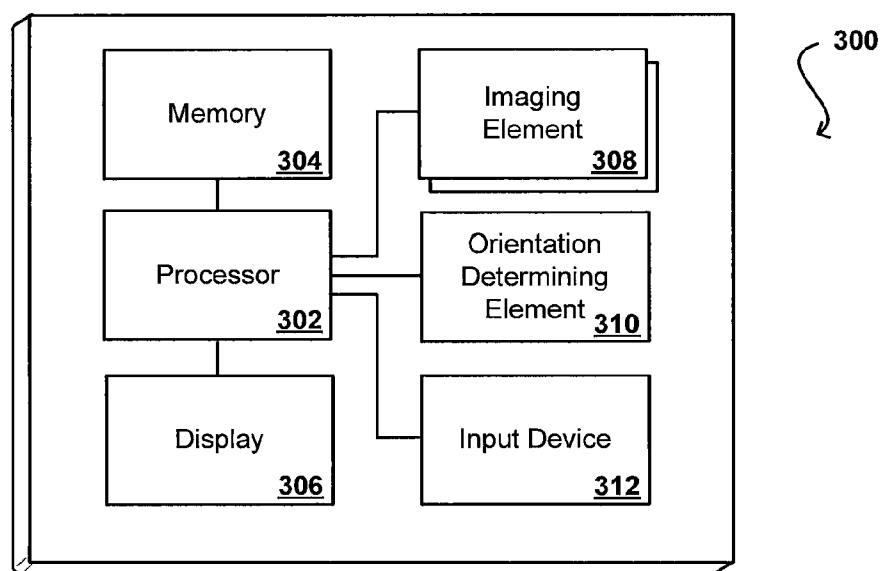 300
Memory
304
Imaging
Element
308
Processor
302
Orientation
Determining
Element
310
Display
306
Input Device
312